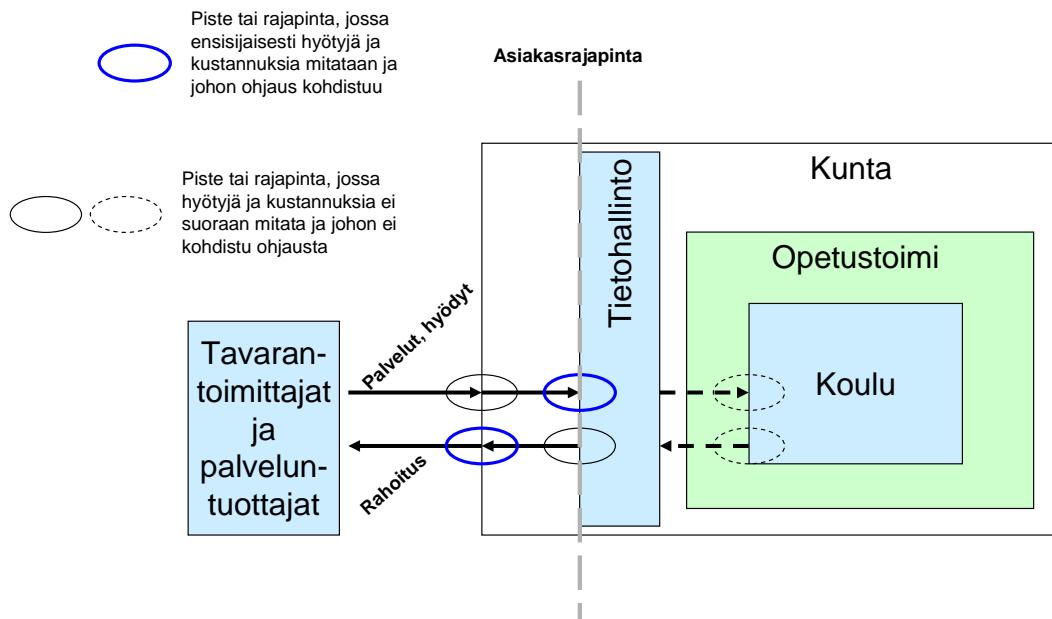 Piste tai rajapinta, jossa
ensisijaisesti hyötyjä ja
kustannuksia mitataan ja
johon ohjaus kohdistuu
Asiakasrajapinta
Piste tai rajapinta, jossa
hyötyjä ja kustannuksia ei
suoraan mitata ja johon ei
kohdistu ohjausta
Kunta
Tietohallinto
Opetustoimi
Koulu
Palvelut, hyödyt
Rahoitus
Tavaran-
toimittajat
ja
palvelun-
tuottajat